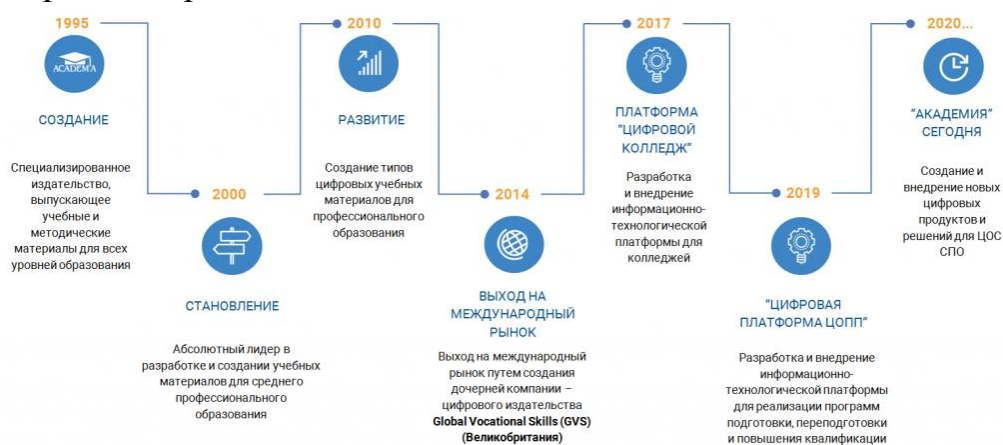 1995
ACADEM'A
СОЗДАНИЕ
Специализированное
издательство,
выпускающее
учебные и
методические
материалы для всех
уровней образования
2000
СТАНОВЛЕНИЕ
Абсолютный лидер в
разработке и создании учебных
материалов для среднего
профессионального
образования
2010
РАЗВИТИЕ
Создание типов
цифровых учебных
материалов для
профессионального
образования
2014
ВЫХОД НА
МЕЖДУНАРОДНЫЙ
РЫНОК
Выход на международный
рынок путем создания
дочерней компании –
цифрового издательства
Global Vocational Skills (GVS)
(Великобритания)
2017
ПЛАТФОРМА
"ЦИФРОВОЙ
КОЛЛЕДЖ"
Разработка
и внедрение
информационно-
технологической
платформы для
колледжей
2019
"ЦИФРОВАЯ
ПЛАТФОРМА ЦОПП"
Разработка и внедрение
информационно-
технологической платформы
для реализации программ
подготовки, переподготовки
и повышения квалификации
2020...
"АКАДЕМИЯ"
СЕГОДНЯ
Создание и
внедрение новых
цифровых
продуктов и
решений для ЦОС
СПО